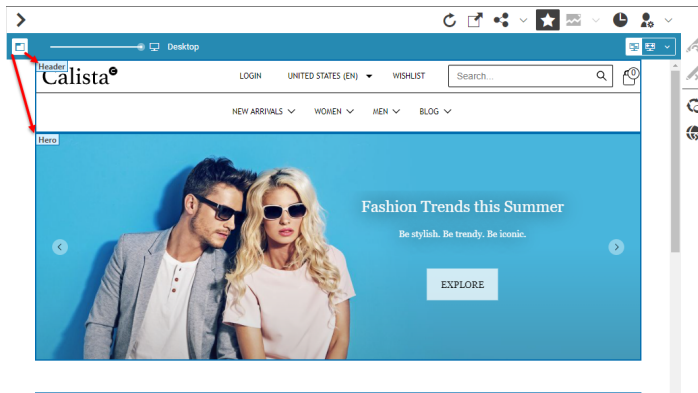 Desktop
Header
Calista
LOGIN UNITED STATES (EN) WISHLIST Search... 0
NEW ARRIVALS WOMEN MEN BLOG
Hero
Fashion Trends this Summer
Be stylish. Be trendy. Be iconic.
EXPLORE